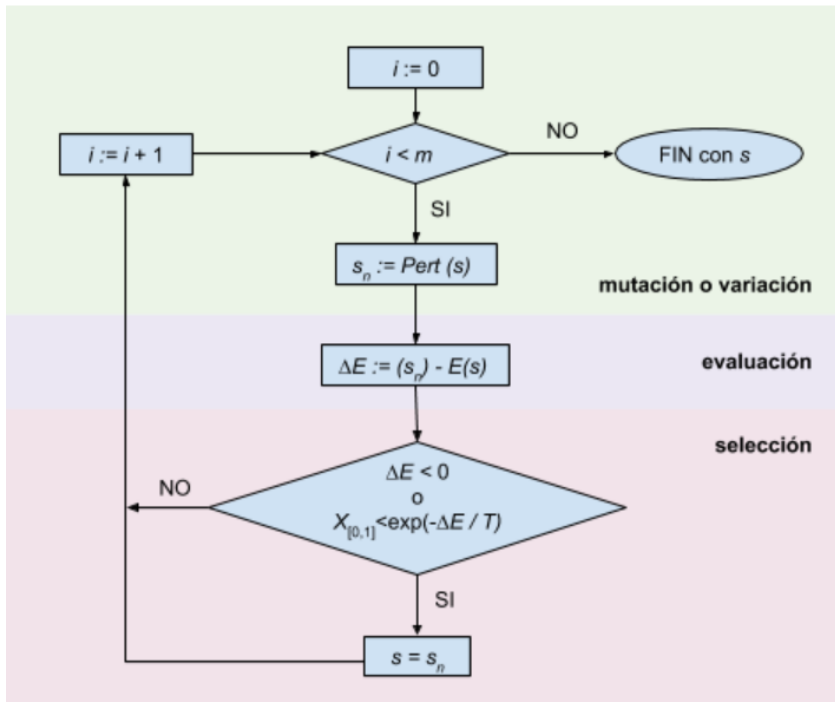 i := 0
i := i + 1
i < m
NO
FIN con s
SI
sₙ := Pert (s)
mutación o variación
ΔE := (sₙ) - E(s)
evaluación
selección
ΔE < 0
o
X[0,1]<exp(-ΔE / T)
NO
SI
s = sₙ